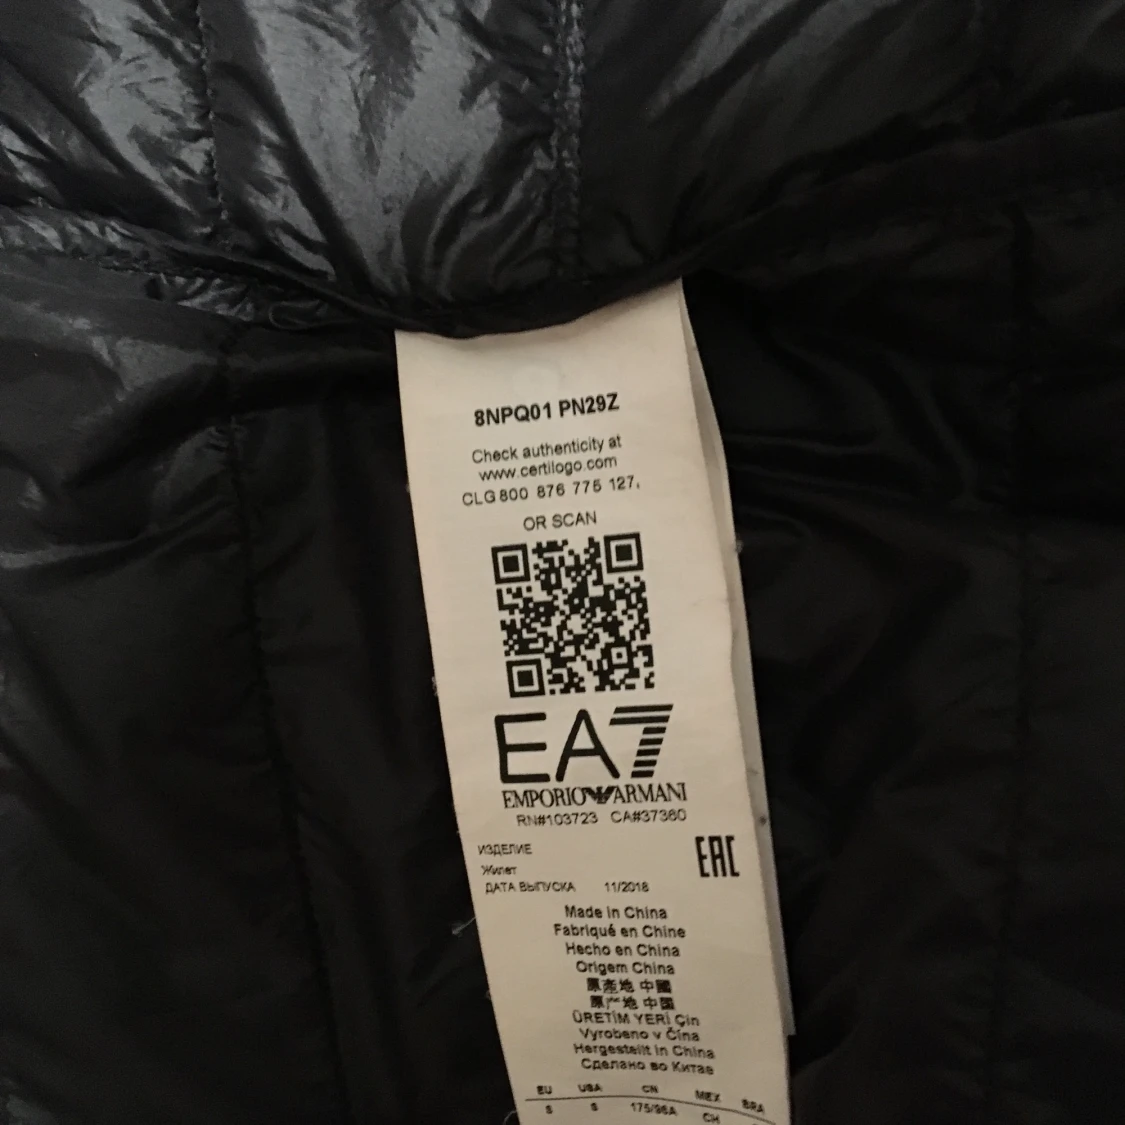 8NPQ01 PN29Z
Check authenticity at
www.certilogo.com
CLG 800 876 775 127
OR SCAN
EA7
EMPORIO ARMANI
RN#103723 CA#37360
ИЗДЕЛИЕ
Жилет
ДАТА ВЫПУСКА 11/2018
EAC
Made in China
Fabriqué en Chine
Hecho en China
Origem China
原產地 中國
原产地 中国
ÜRETİM YERİ Çin
Vyrobeno v Čína
Hergestellt in China
Сделано во Китае
EU USA CN MEX BRA
S S 175/96A CH